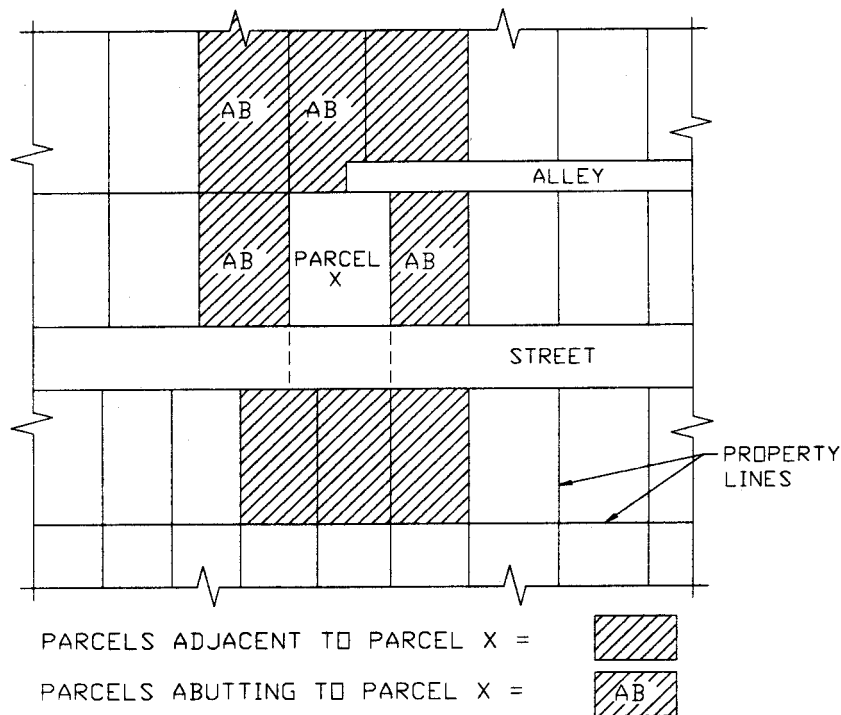 AB
AB
ALLEY
AB
PARCEL
X
AB
STREET
PROPERTY
LINES
PARCELS ADJACENT TO PARCEL X =
PARCELS ABUTTING TO PARCEL X =
AB